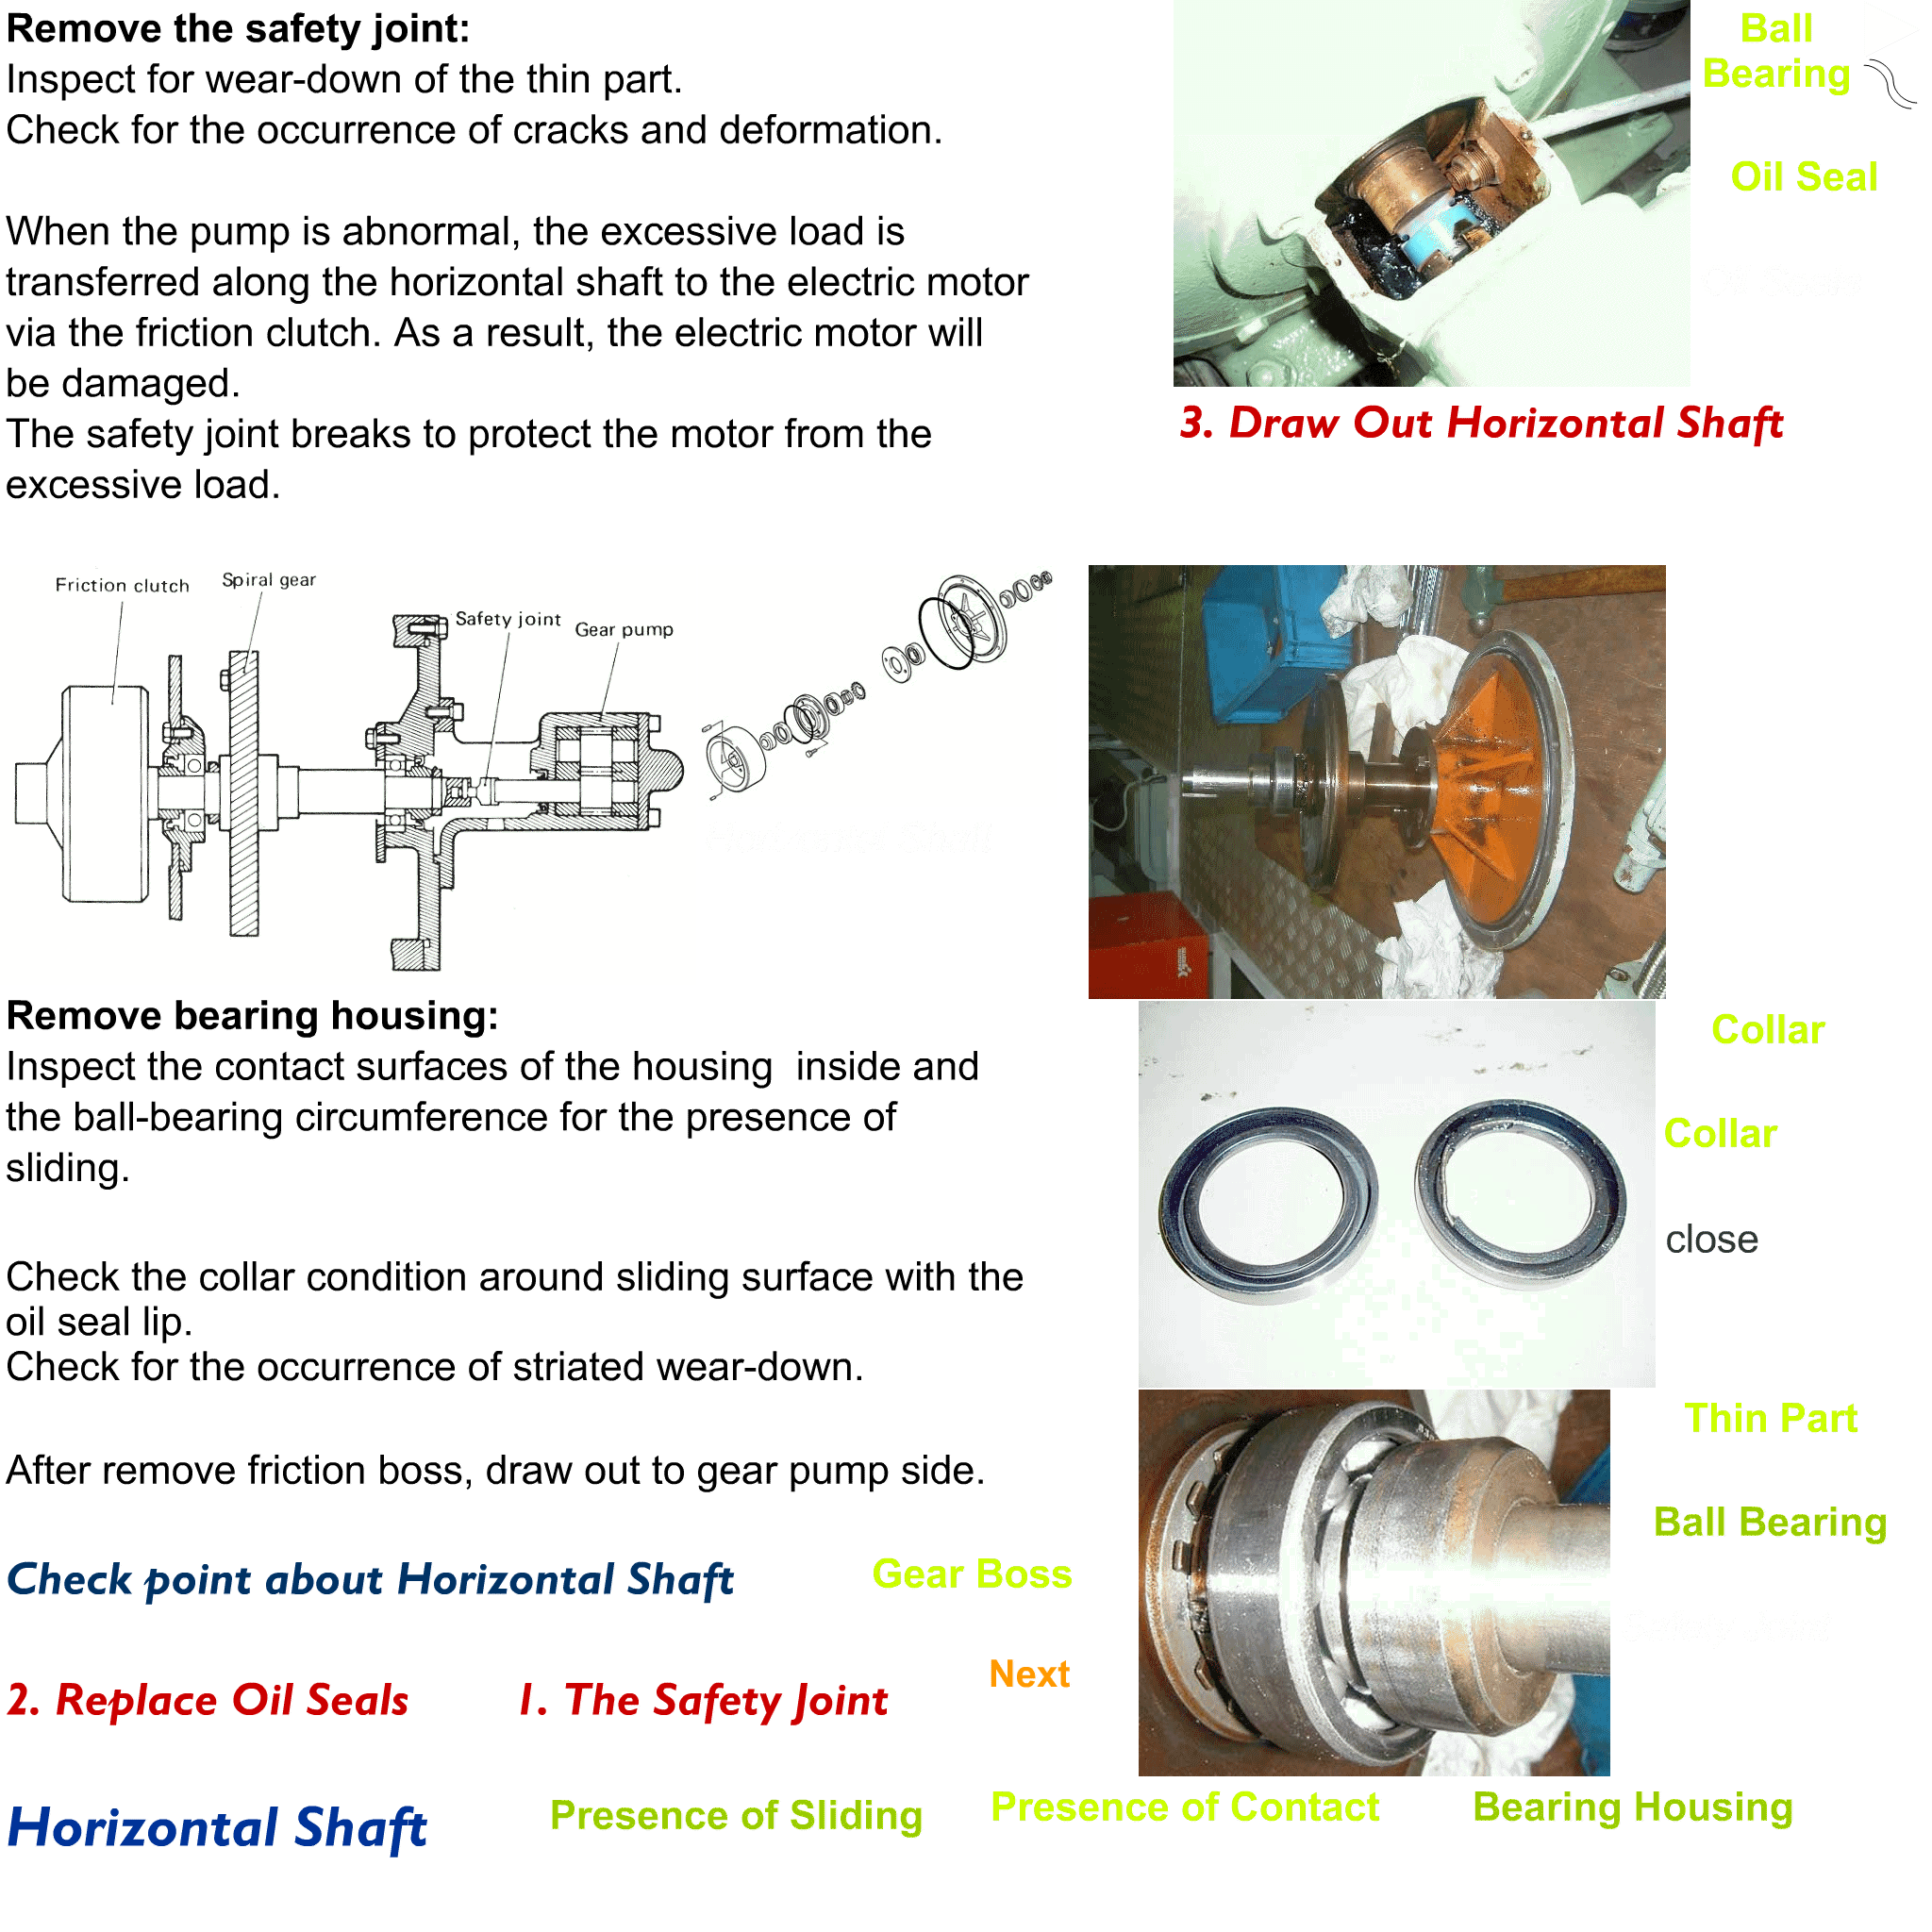 Remove the safety joint:
Inspect for wear-down of the thin part.
Check for the occurrence of cracks and deformation.
When the pump is abnormal, the excessive load is
transferred along the horizontal shaft to the electric motor
via the friction clutch. As a result, the electric motor will
be damaged.
The safety joint breaks to protect the motor from the
excessive load.
Ball
Bearing
Oil Seal
3. Draw Out Horizontal Shaft
Friction clutch
Spiral gear
Safety joint
Gear pump
Remove bearing housing:
Inspect the contact surfaces of the housing  inside and
the ball-bearing circumference for the presence of
sliding.
Check the collar condition around sliding surface with the
oil seal lip.
Check for the occurrence of striated wear-down.
After remove friction boss, draw out to gear pump side.
Collar
Collar
close
Thin Part
Ball Bearing
Check point about Horizontal Shaft
Gear Boss
Next
2. Replace Oil Seals
1. The Safety Joint
Horizontal Shaft
Presence of Sliding
Presence of Contact
Bearing Housing